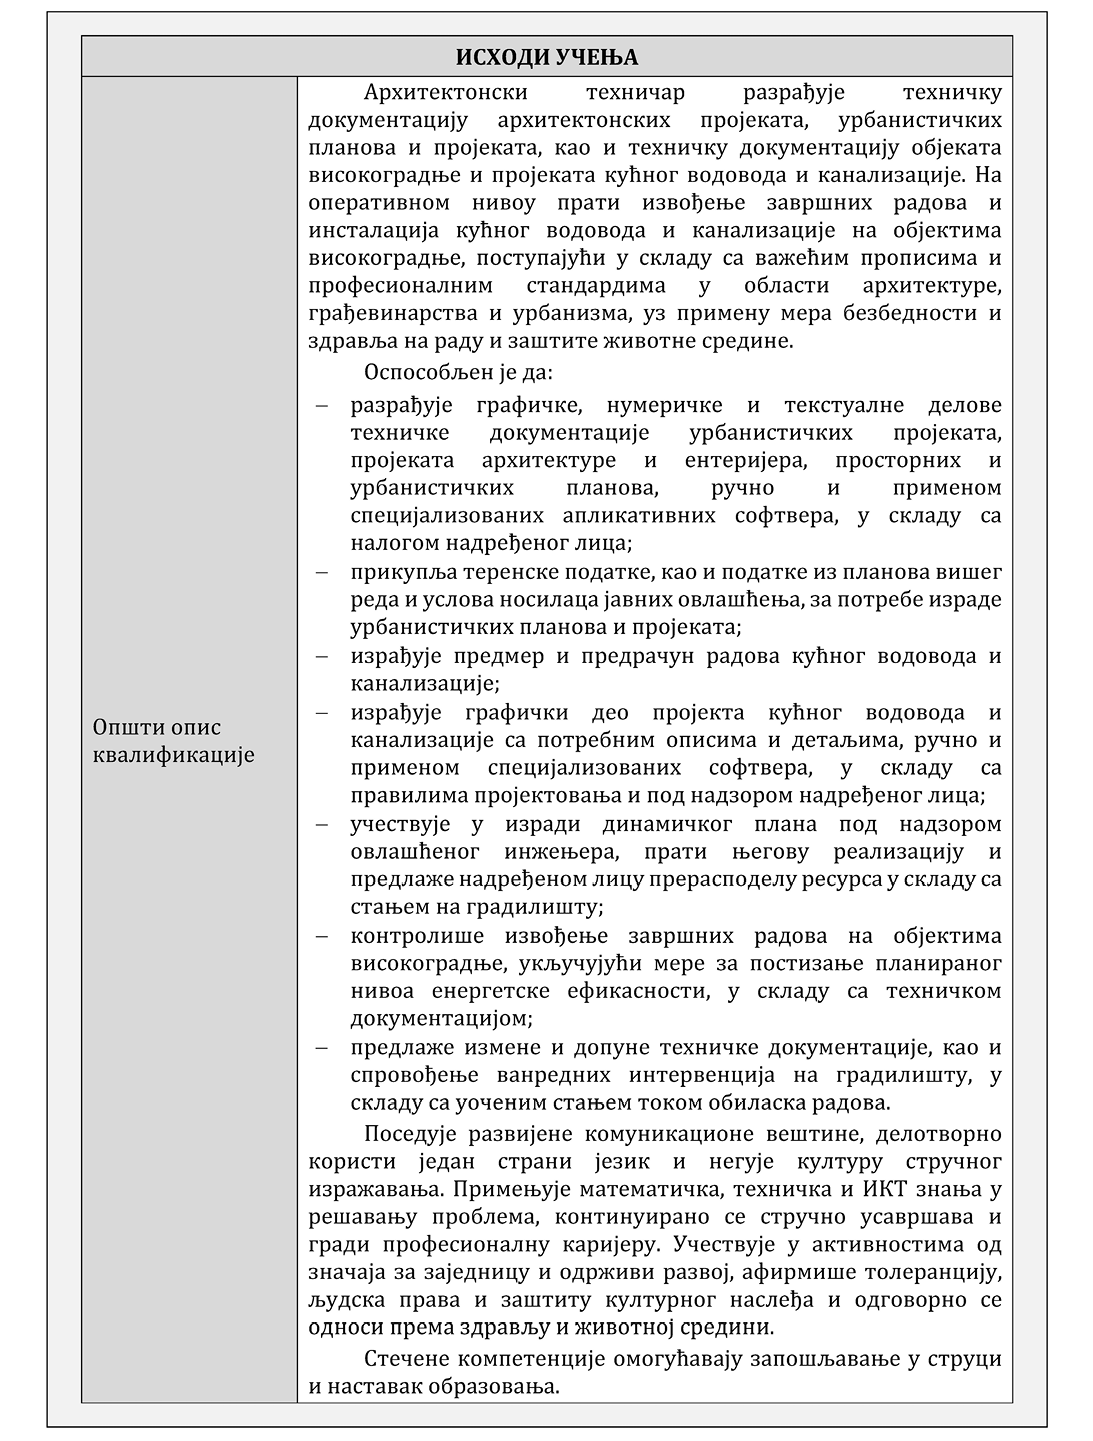 ИСХОДИ УЧЕЊА
Општи опис
квалификације
Архитектонски техничар разрађује техничку
документацију архитектонских пројеката, урбанистичких
планова и пројеката, као и техничку документацију објеката
високоградње и пројеката кућног водовода и канализације. На
оперативном нивоу прати извођење завршних радова и
инсталација кућног водовода и канализације на објектима
високоградње, поступајући у складу са важећим прописима и
професионалним стандардима у области архитектуре,
грађевинарства и урбанизма, уз примену мера безбедности и
здравља на раду и заштите животне средине.
Оспособљен је да:
– разрађује графичке, нумеричке и текстуалне делове
техничке документације урбанистичких пројеката,
пројеката архитектуре и ентеријера, просторних и
урбанистичких планова, ручно и применом
специјализованих апликативних софтвера, у складу са
налогом надређеног лица;
– прикупља теренске податке, као и податке из планова вишег
реда и услова носилаца јавних овлашћења, за потребе израде
урбанистичких планова и пројеката;
– израђује предмер и предрачун радова кућног водовода и
канализације;
– израђује графички део пројекта кућног водовода и
канализације са потребним описима и детаљима, ручно и
применом специјализованих софтвера, у складу са
правилима пројектовања и под надзором надређеног лица;
– учествује у изради динамичког плана под надзором
овлашћеног инжењера, прати његову реализацију и
предлаже надређеном лицу прерасподелу ресурса у складу са
стањем на градилишту;
– контролише извођење завршних радова на објектима
високоградње, укључујући мере за постизање планираног
нивоа енергетске ефикасности, у складу са техничком
документацијом;
– предлаже измене и допуне техничке документације, као и
спровођење ванредних интервенција на градилишту, у
складу са уоченим стањем током обиласка радова.
Поседује развијене комуникационе вештине, делотворно
користи један страни језик и негује културу стручног
изражавања. Примењује математичка, техничка и ИКТ знања у
решавању проблема, континуирано се стручно усавршава и
гради професионалну каријеру. Учествује у активностима од
значаја за заједницу и одрживи развој, афирмише толеранцију,
људска права и заштиту културног наслеђа и одговорно се
односи према здрављу и животној средини.
Стечене компетенције омогућавају запошљавање у струци
и наставак образовања.